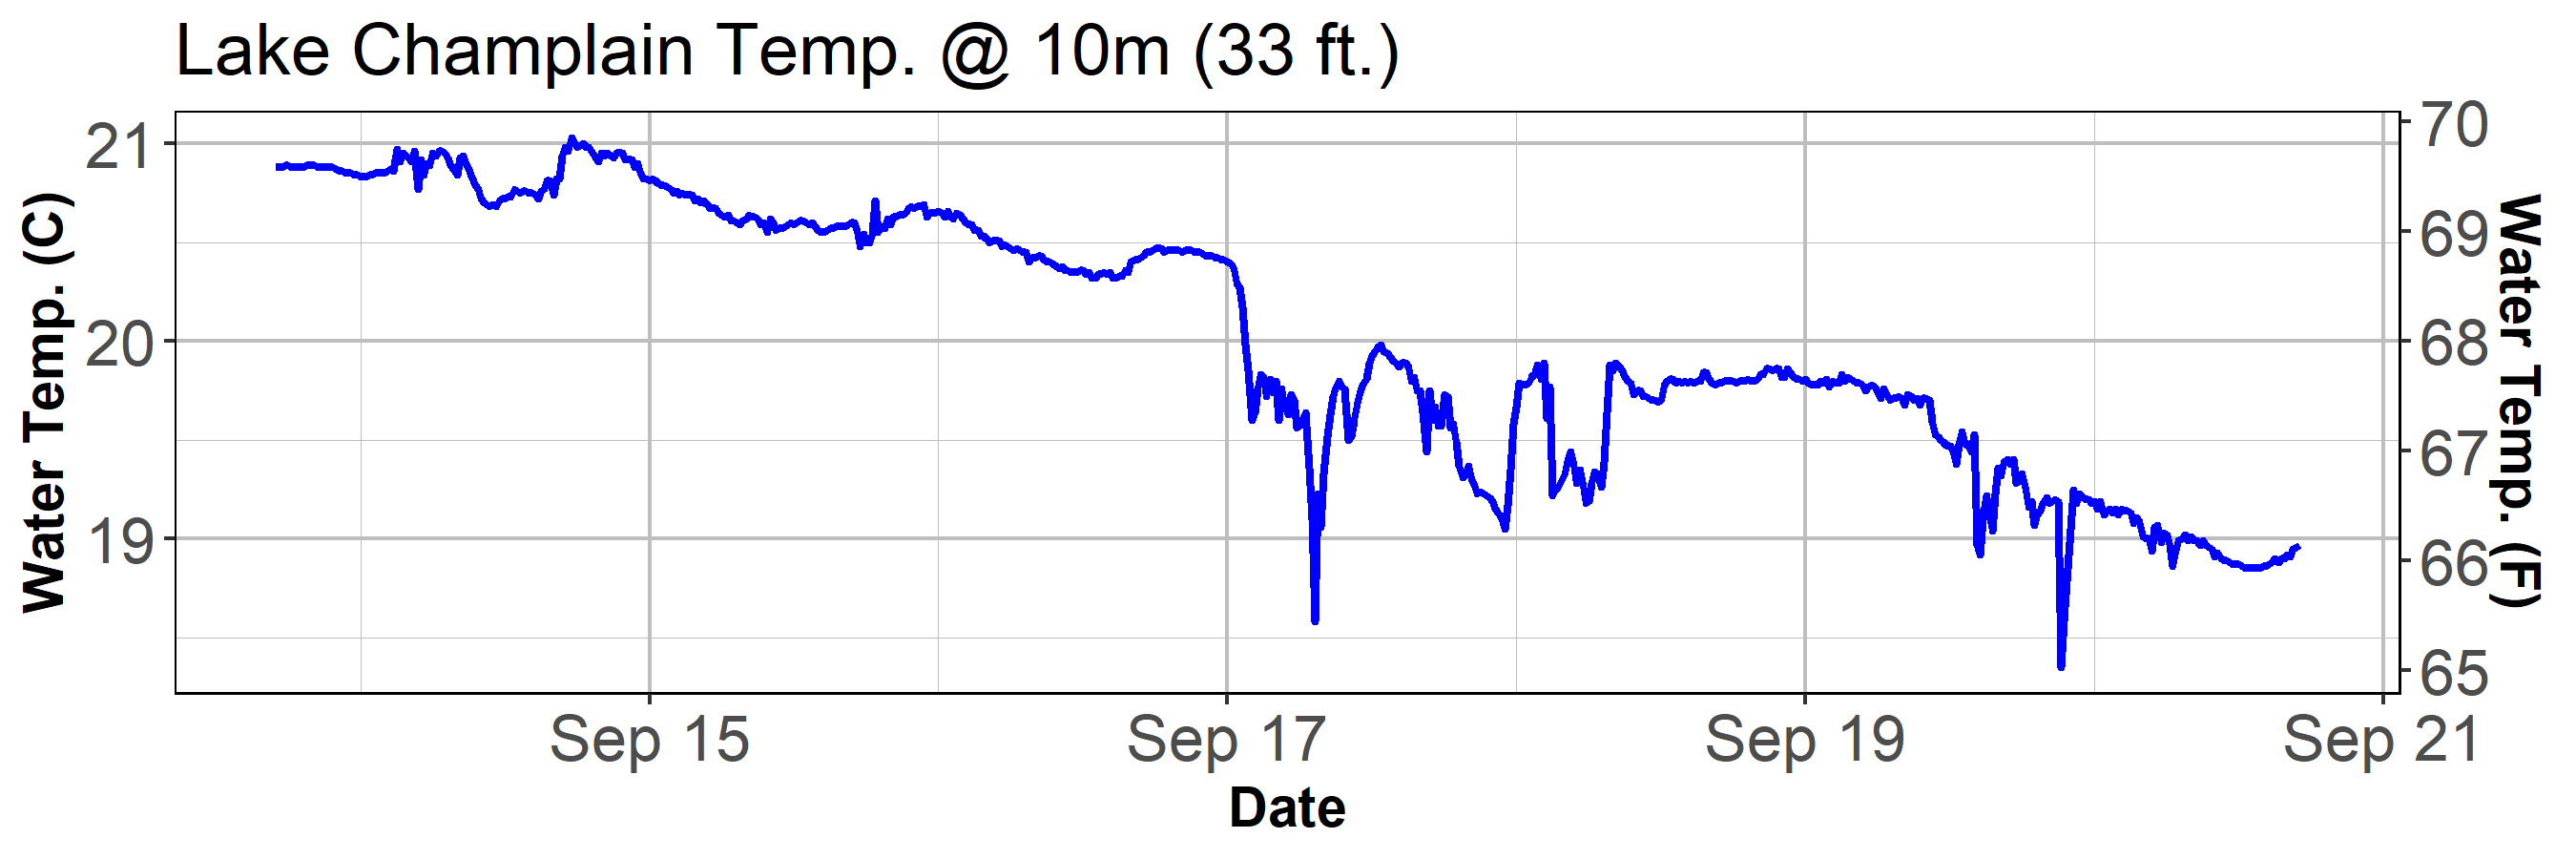 Lake Champlain Temp. @ 10m (33 ft.)
Water Temp. (C)
21
20
19
70
69
68
67
66
65
Water Temp. (F)
Sep 15
Sep 17
Sep 19
Sep 21
Date